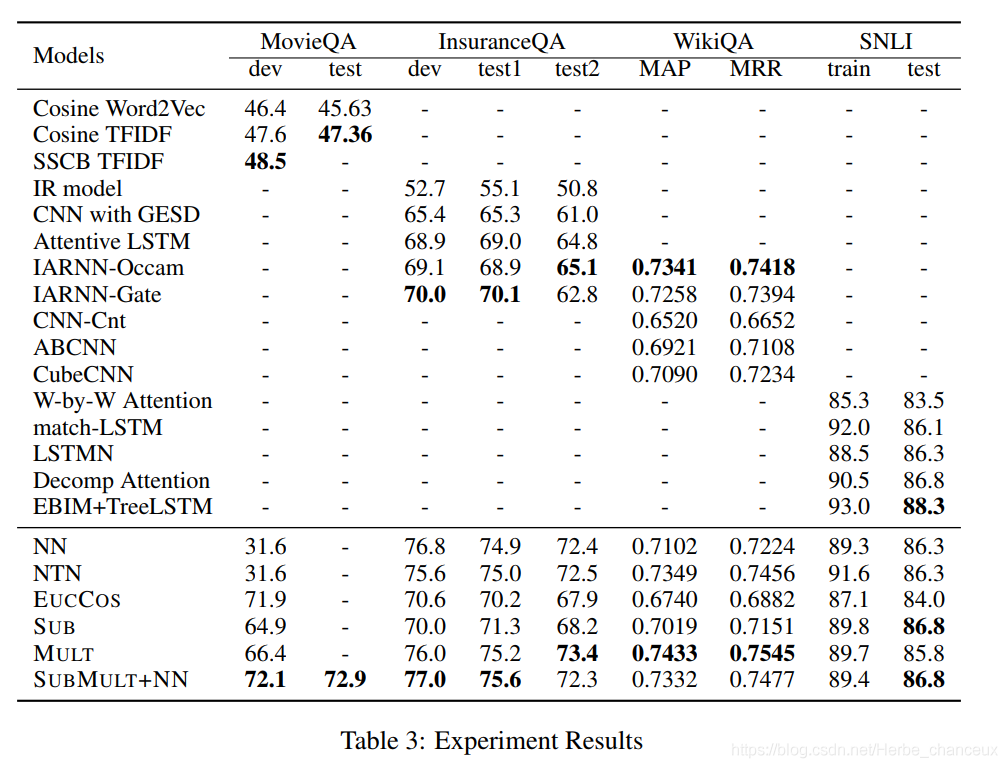 Models MovieQA InsuranceQA WikiQA SNLI
dev test dev test1 test2 MAP MRR train test
Cosine Word2Vec 46.4 45.63 - - - - - - -
Cosine TFIDF 47.6 47.36 - - - - - - -
SSCB TFIDF 48.5 - - - - - - - -
IR model - - 52.7 55.1 50.8 - - - -
CNN with GESD - - 65.4 65.3 61.0 - - - -
Attentive LSTM - - 68.9 69.0 64.8 - - - -
IARNN-Occam - - 69.1 68.9 65.1 0.7341 0.7418 - -
IARNN-Gate - - 70.0 70.1 62.8 0.7258 0.7394 - -
CNN-Cnt - - - - - 0.6520 0.6652 - -
ABCNN - - - - - 0.6921 0.7108 - -
CubeCNN - - - - - 0.7090 0.7234 - -
W-by-W Attention - - - - - - - 85.3 83.5
match-LSTM - - - - - - - 92.0 86.1
LSTMN - - - - - - - 88.5 86.3
Decomp Attention - - - - - - - 90.5 86.8
EBIM+TreeLSTM - - - - - - - 93.0 88.3
NN 31.6 - 76.8 74.9 72.4 0.7102 0.7224 89.3 86.3
NTN 31.6 - 75.6 75.0 72.5 0.7349 0.7456 91.6 86.3
EUCCOS 71.9 - 70.6 70.2 67.9 0.6740 0.6882 87.1 84.0
SUB 64.9 - 70.0 71.3 68.2 0.7019 0.7151 89.8 86.8
MULT 66.4 - 76.0 75.2 73.4 0.7433 0.7545 89.7 85.8
SUBMULT+NN 72.1 72.9 77.0 75.6 72.3 0.7332 0.7477 89.4 86.8
Table 3: Experiment Results
https://blog.csdn.net/Herbe_chanceux